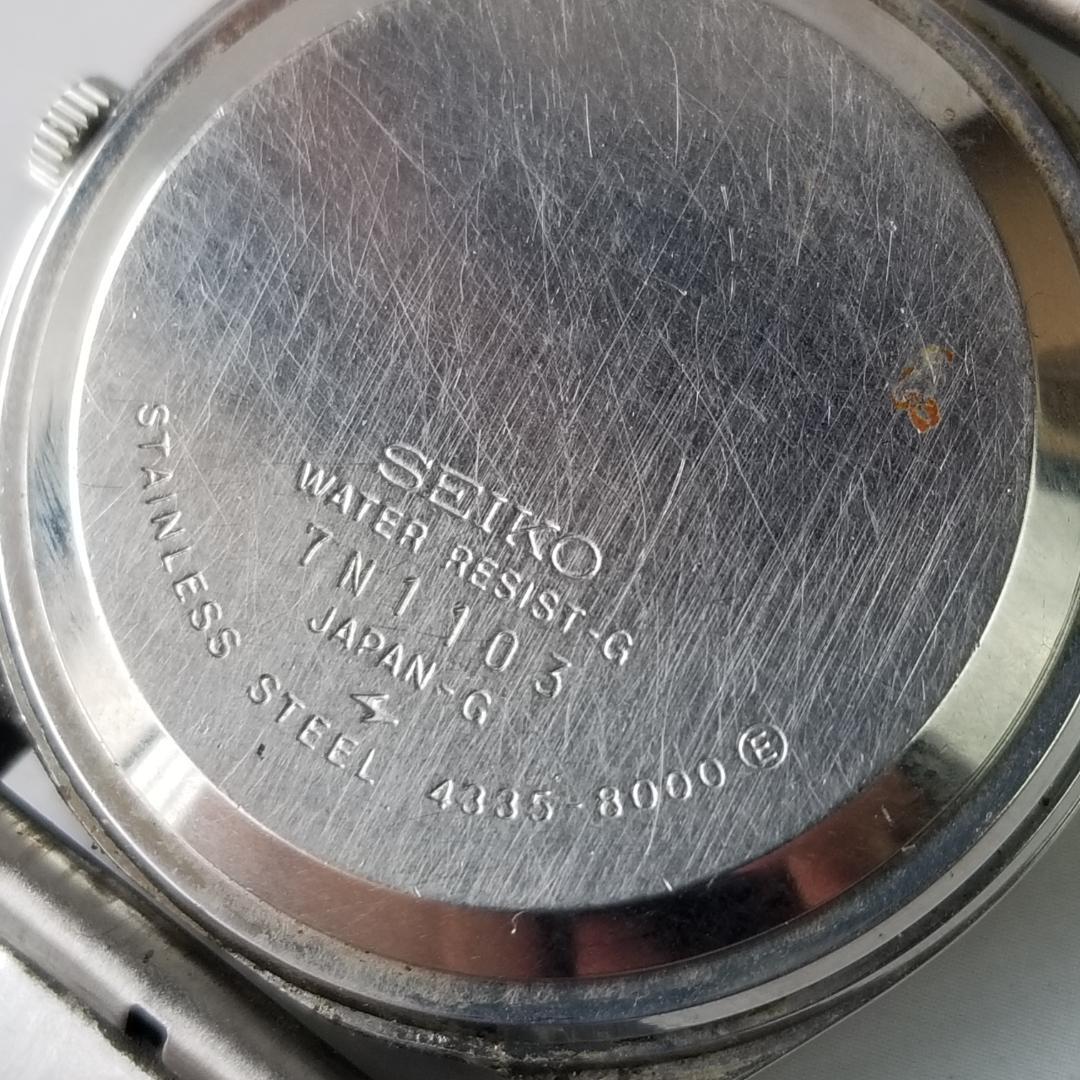 SEIKO
WATER RESIST-G
7N1103
JAPAN-G
STAINLESS STEEL 4335-8000 E